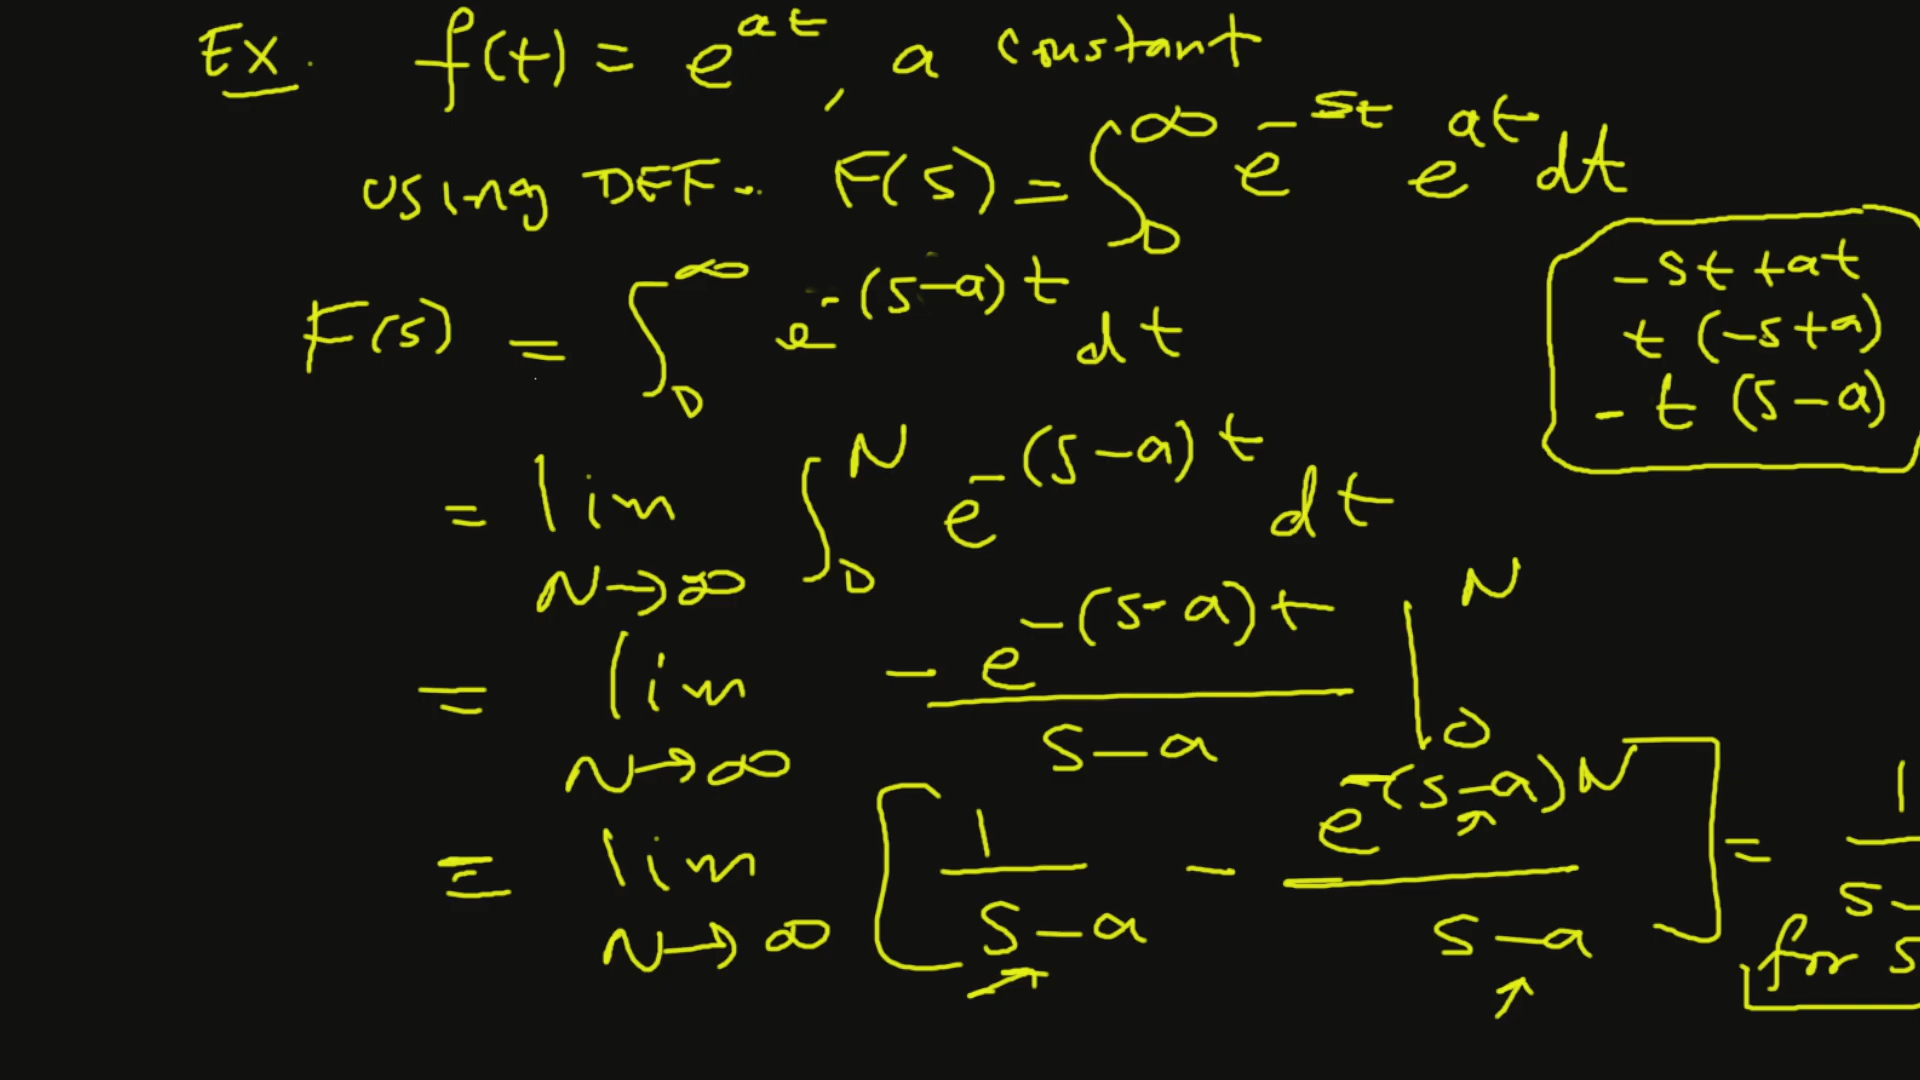 Ex. f(t) = e^{at}, a constant
using DEF. F(s) = ∫_0^∞ e^{-st} e^{at} dt
F(s) = ∫_0^∞ e^{-(s-a)t} dt
-st + at
t (-s+a)
-t (s-a)
= lim_{N→∞} ∫_0^N e^{-(s-a)t} dt
= lim_{N→∞} -e^{-(s-a)t} / (s-a) |_0^N
= lim_{N→∞} [ 1/(s-a) - e^{-(s-a)N} / (s-a) ] = 1/(s-
for s